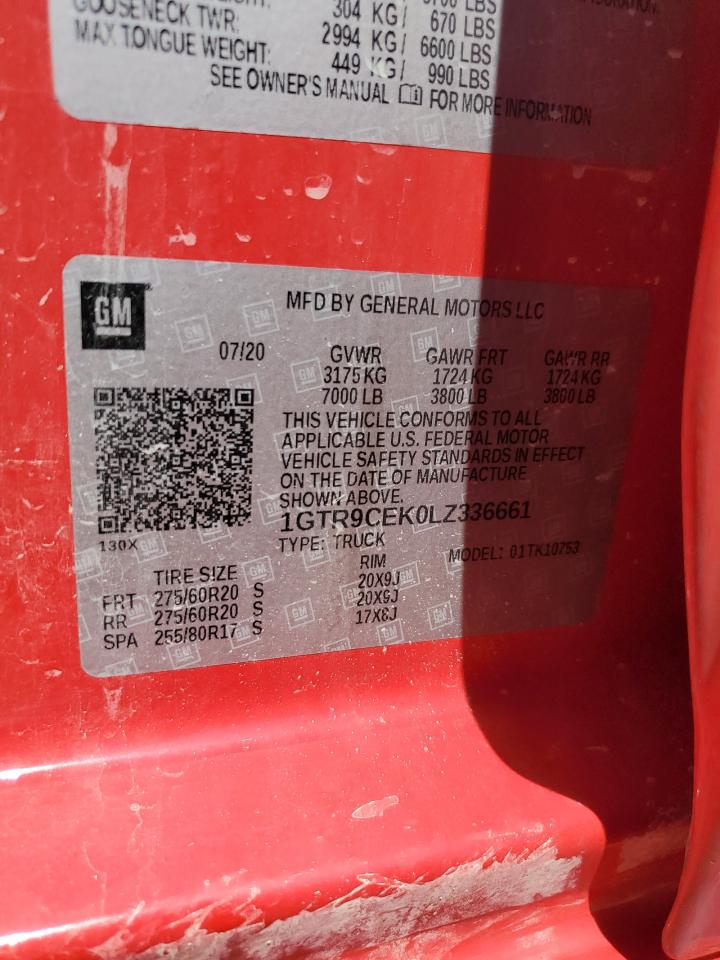 304 KG/ 670 LBS
GOOSENECK TWR: 2994 KG/ 6600 LBS
MAX TONGUE WEIGHT: 449 KG/ 990 LBS
SEE OWNER'S MANUAL FOR MORE INFORMATION
GM
MFD BY GENERAL MOTORS LLC
07/20 GVWR GAWR FRT GAWR RR
3175 KG 1724 KG 1724 KG
7000 LB 3800 LB 3800 LB
THIS VEHICLE CONFORMS TO ALL
APPLICABLE U.S. FEDERAL MOTOR
VEHICLE SAFETY STANDARDS IN EFFECT
ON THE DATE OF MANUFACTURE
SHOWN ABOVE.
1GTR9CEK0LZ336661
130X
TYPE: TRUCK MODEL: 01TK10753
TIRE SIZE RIM
FRT 275/60R20 S 20X9J
RR 275/60R20 S 20X9J
SPA 255/80R17 S 17X8J